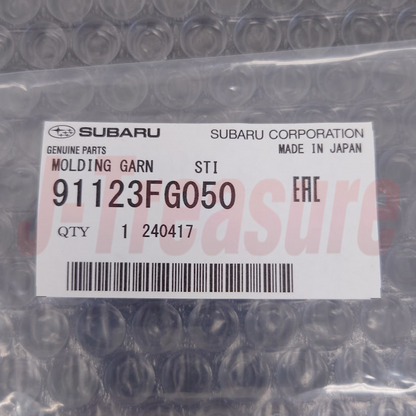 SUBARU SUBARU CORPORATION
GENUINE PARTS MADE IN JAPAN
MOLDING GARN STI
91123FG050 EAC
QTY 1 240417
J-Treasure